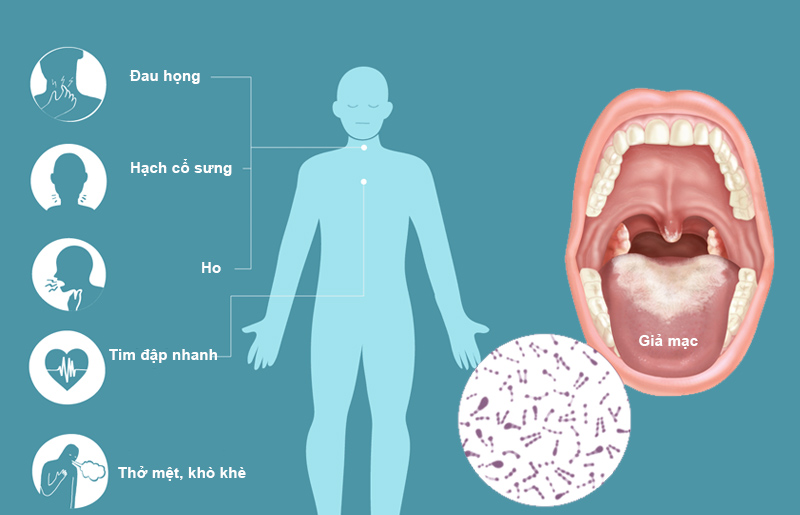 Đau họng
Hạch cổ sưng
Ho
Tim đập nhanh
Thở mệt, khò khè
Giả mạc